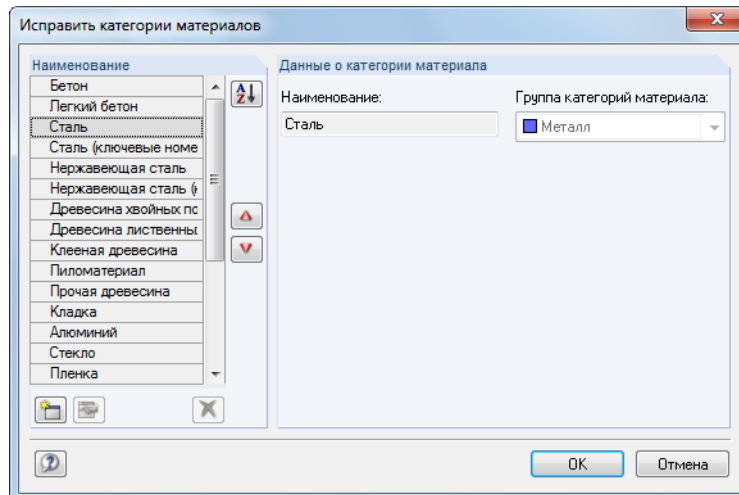 Исправить категории материалов
Наименование
Бетон
Легкий бетон
Сталь
Сталь (ключевые номе
Нержавеющая сталь
Нержавеющая сталь (к
Древесина хвойных по
Древесина лиственны
Клееная древесина
Пиломатериал
Прочая древесина
Кладка
Алюминий
Стекло
Пленка
Данные о категории материала
Наименование:
Группа категорий материала:
Сталь
Металл
OK
Отмена